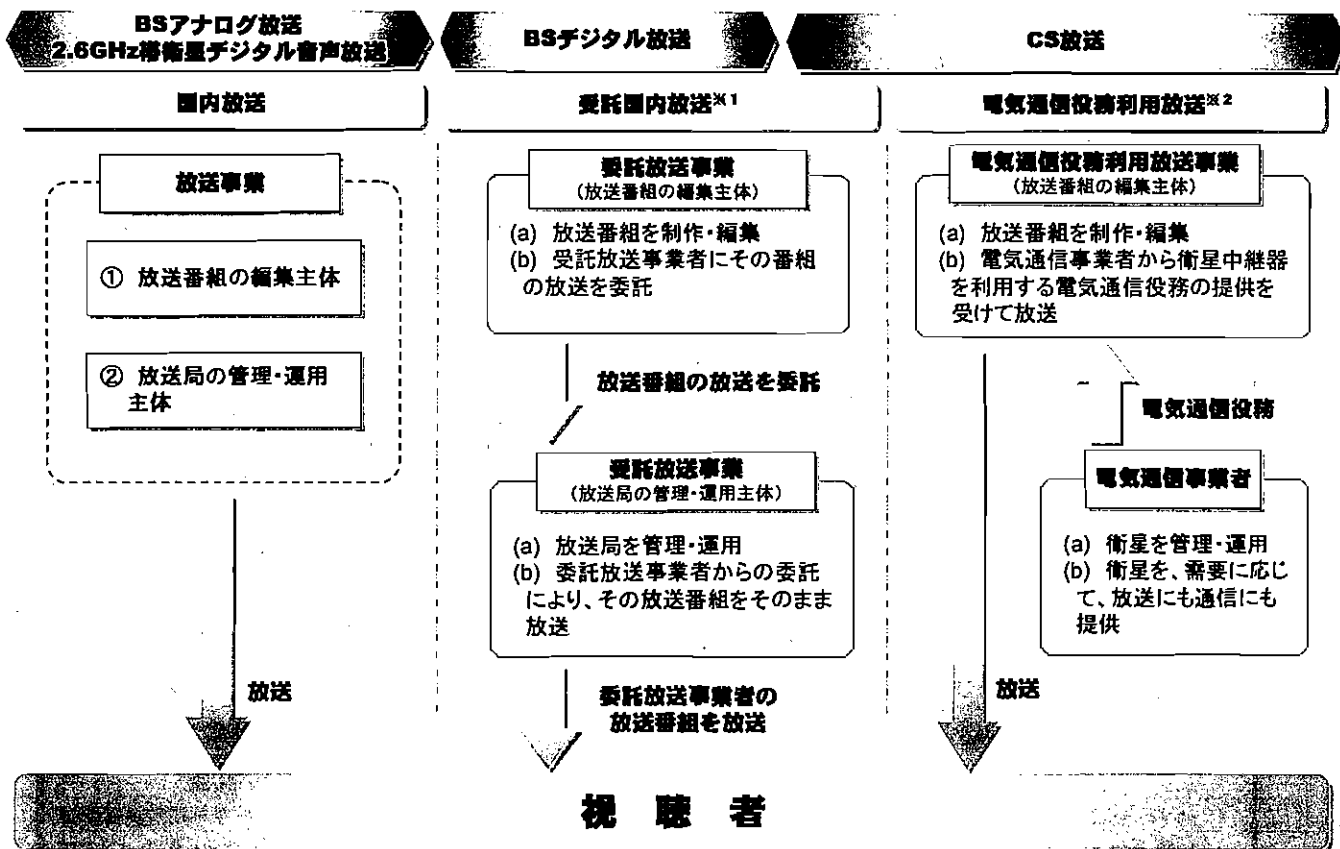 BSアナログ放送
2.6GHz帯衛星デジタル音声放送
BSデジタル放送
CS放送
国内放送
受託国内放送※1
電気通信役務利用放送※2
放送事業
① 放送番組の編集主体
② 放送局の管理・運用
主体
放送
委託放送事業
(放送番組の編集主体)
(a) 放送番組を制作・編集
(b) 受託放送事業者にその番組
の放送を委託
放送番組の放送を委託
受託放送事業
(放送局の管理・運用主体)
(a) 放送局を管理・運用
(b) 委託放送事業者からの委託
により、その放送番組をそのまま
放送
委託放送事業者の
放送番組を放送
電気通信役務利用放送事業
(放送番組の編集主体)
(a) 放送番組を制作・編集
(b) 電気通信事業者から衛星中継器
を利用する電気通信役務の提供を
受けて放送
電気通信役務
電気通信事業者
(a) 衛星を管理・運用
(b) 衛星を、需要に応じ
て、放送にも通信にも
提供
放送
視聴者